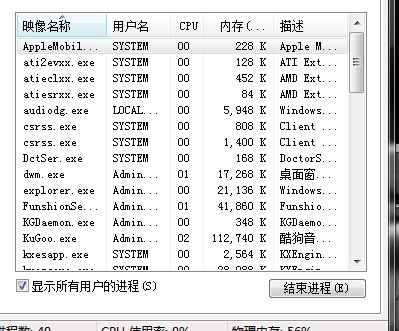 映像名称 用户名 CPU 内存(... 描述
AppleMobil... SYSTEM 00 228 K Apple M...
ati2evxx.exe SYSTEM 00 128 K ATI Ext...
atieclxx.exe SYSTEM 00 452 K AMD Ext...
atiesrxx.exe SYSTEM 00 84 K AMD Ext...
audiodg.exe LOCAL... 00 5,948 K Windows...
csrss.exe SYSTEM 00 808 K Client ...
csrss.exe SYSTEM 00 1,400 K Client ...
DctSer.exe SYSTEM 00 168 K DoctorS...
dwm.exe Admin... 01 17,268 K 桌面窗...
explorer.exe Admin... 00 21,136 K Windows...
FunshionSe... Admin... 01 41,860 K Funshio...
KGDaemon.exe Admin... 00 348 K KGDaemo...
KuGoo.exe Admin... 02 112,740 K 酷狗音...
kxesapp.exe SYSTEM 00 2,564 K KXEngin...
显示所有用户的进程(S) 结束进程(E)
进程数: 49 CPU 使用率: 0% 物理内存: 56%